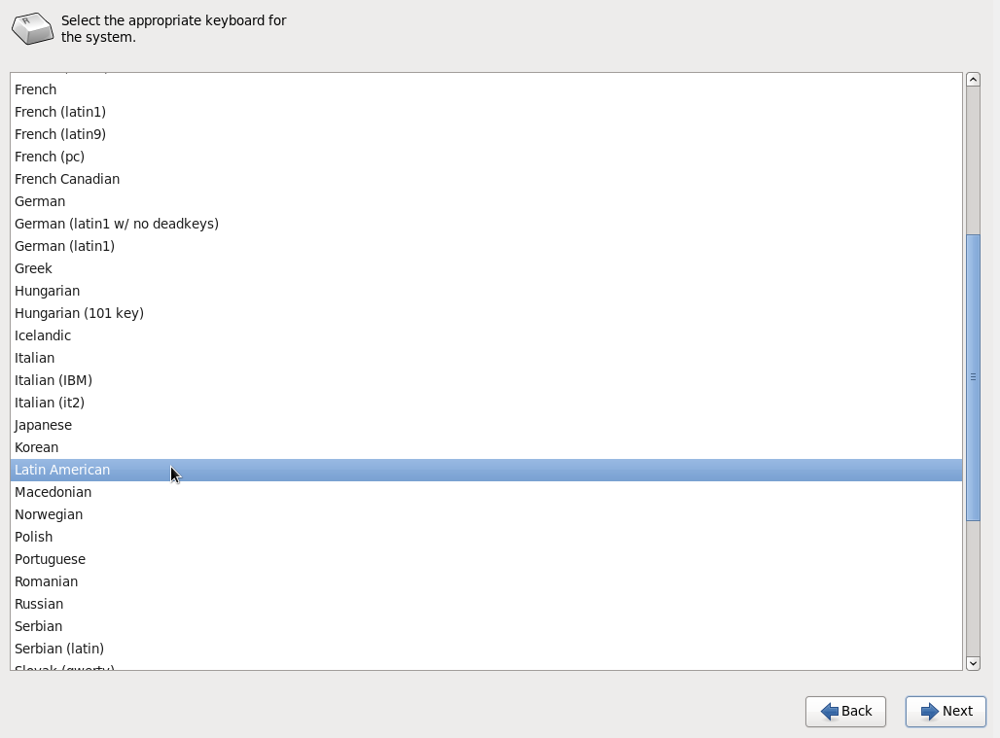 Select the appropriate keyboard for
the system.
French
French (latin1)
French (latin9)
French (pc)
French Canadian
German
German (latin1 w/ no deadkeys)
German (latin1)
Greek
Hungarian
Hungarian (101 key)
Icelandic
Italian
Italian (IBM)
Italian (it2)
Japanese
Korean
Latin American
Macedonian
Norwegian
Polish
Portuguese
Romanian
Russian
Serbian
Serbian (latin)
Slovak (qwerty)
Back
Next